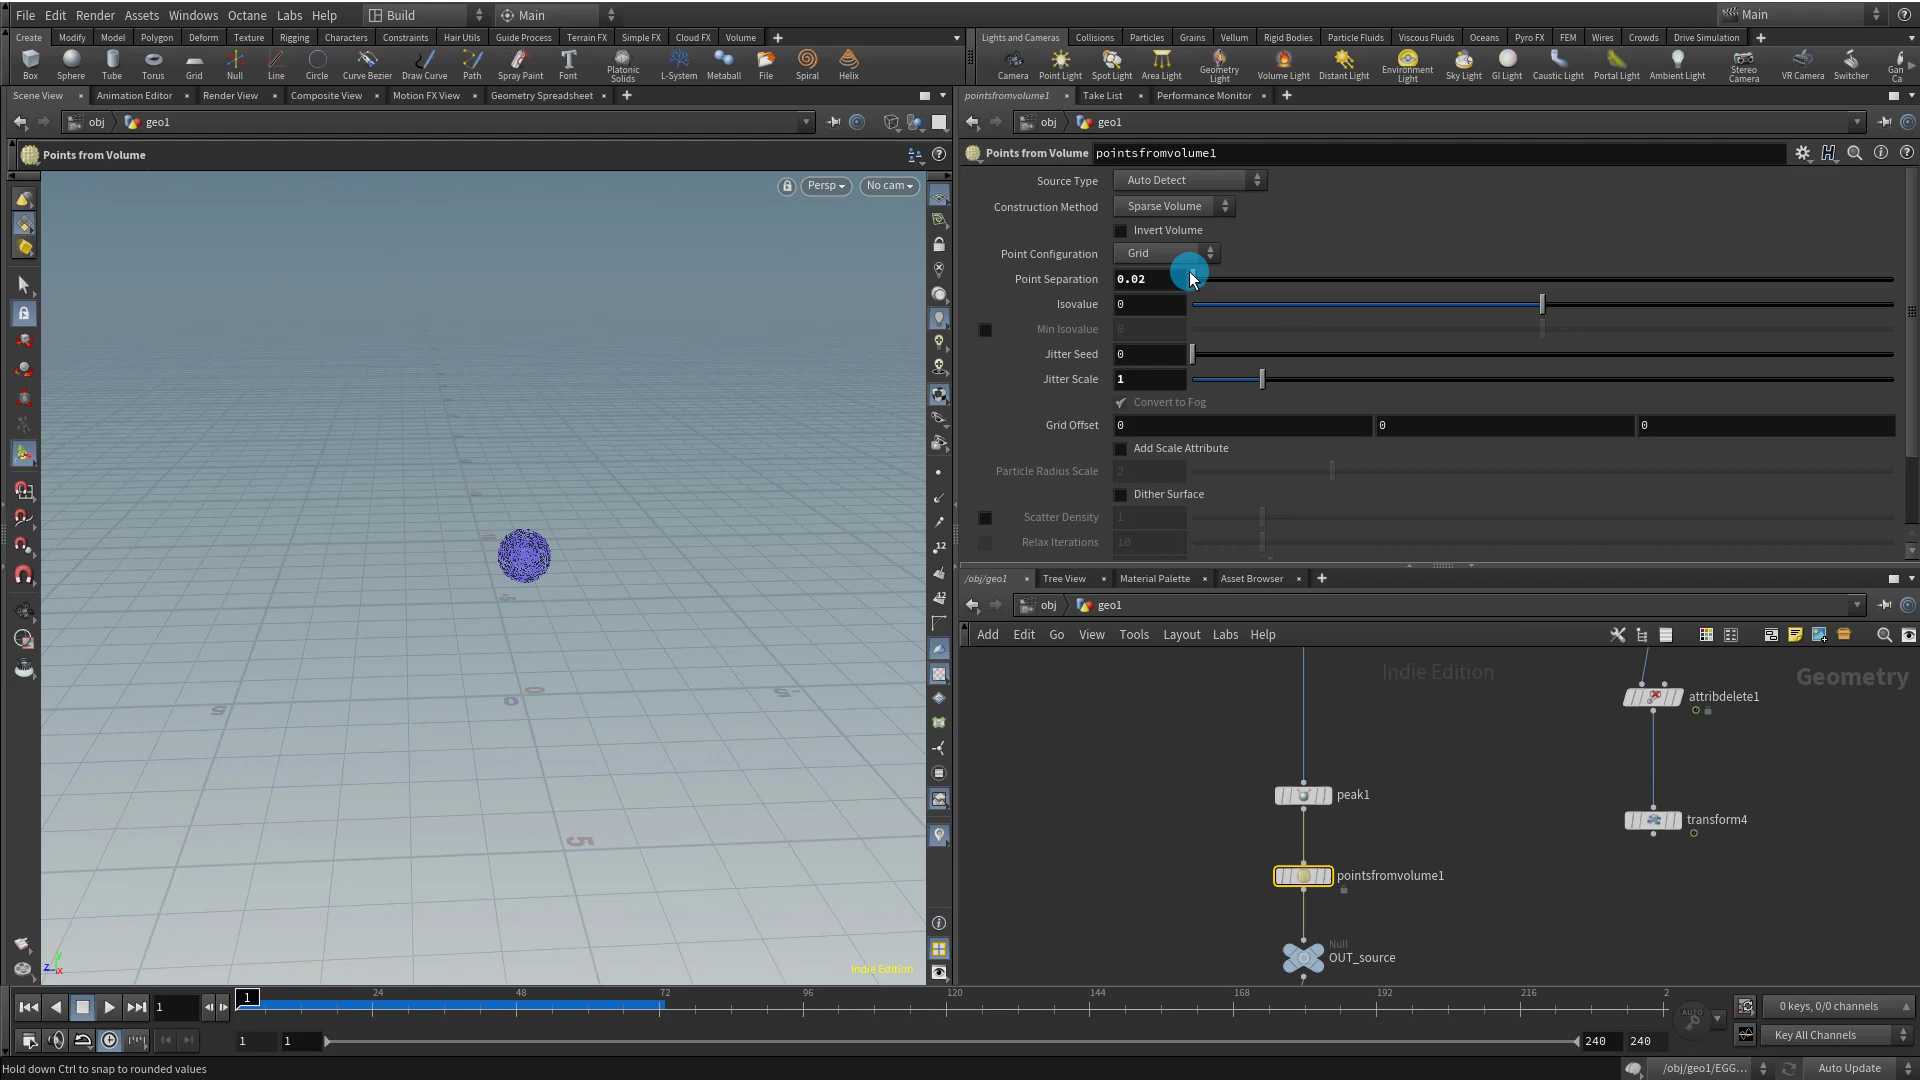 File Edit Render Assets Windows Octane Labs Help Build Main Main
Create Modify Model Polygon Deform Texture Rigging Characters Constraints Hair Utils Guide Process Terrain FX Simple FX Cloud FX Volume
Box Sphere Tube Torus Grid Null Line Circle Curve Bezier Draw Curve Path Spray Paint Font Platonic Solids L-System Metaball File Spiral Helix
Lights and Cameras Collisions Particles Grains Vellum Rigid Bodies Particle Fluids Viscous Fluids Oceans Pyro FX FEM Wires Crowds Drive Simulation
Camera Point Light Spot Light Area Light Geometry Light Volume Light Distant Light Environment Light Sky Light GI Light Caustic Light Portal Light Ambient Light Stereo Camera VR Camera Switcher Gan Ca
Scene View Animation Editor Render View Composite View Motion FX View Geometry Spreadsheet
obj geo1
Points from Volume
Persp No cam
5
0
5
Indie Edition
pointsfromvolume1 Take List Performance Monitor
obj geo1
Points from Volume pointsfromvolume1
Source Type Auto Detect
Construction Method Sparse Volume
Invert Volume
Point Configuration Grid
Point Separation 0.02
Isovalue 0
Min Isovalue 0
Jitter Seed 0
Jitter Scale 1
Convert to Fog
Grid Offset 0 0 0
Add Scale Attribute
Particle Radius Scale 2
Dither Surface
Scatter Density 1
Relax Iterations 10
/obj/geo1 Tree View Material Palette Asset Browser
obj geo1
Add Edit Go View Tools Layout Labs Help
Indie Edition
Geometry
attribdelete1
peak1
transform4
pointsfromvolume1
Null
OUT_source
1 1 24 48 72 96 120 144 168 192 216 2
AUTO 0 keys, 0/0 channels
1 1 240 240 Key All Channels
Hold down Ctrl to snap to rounded values /obj/geo1/EGG... Auto Update